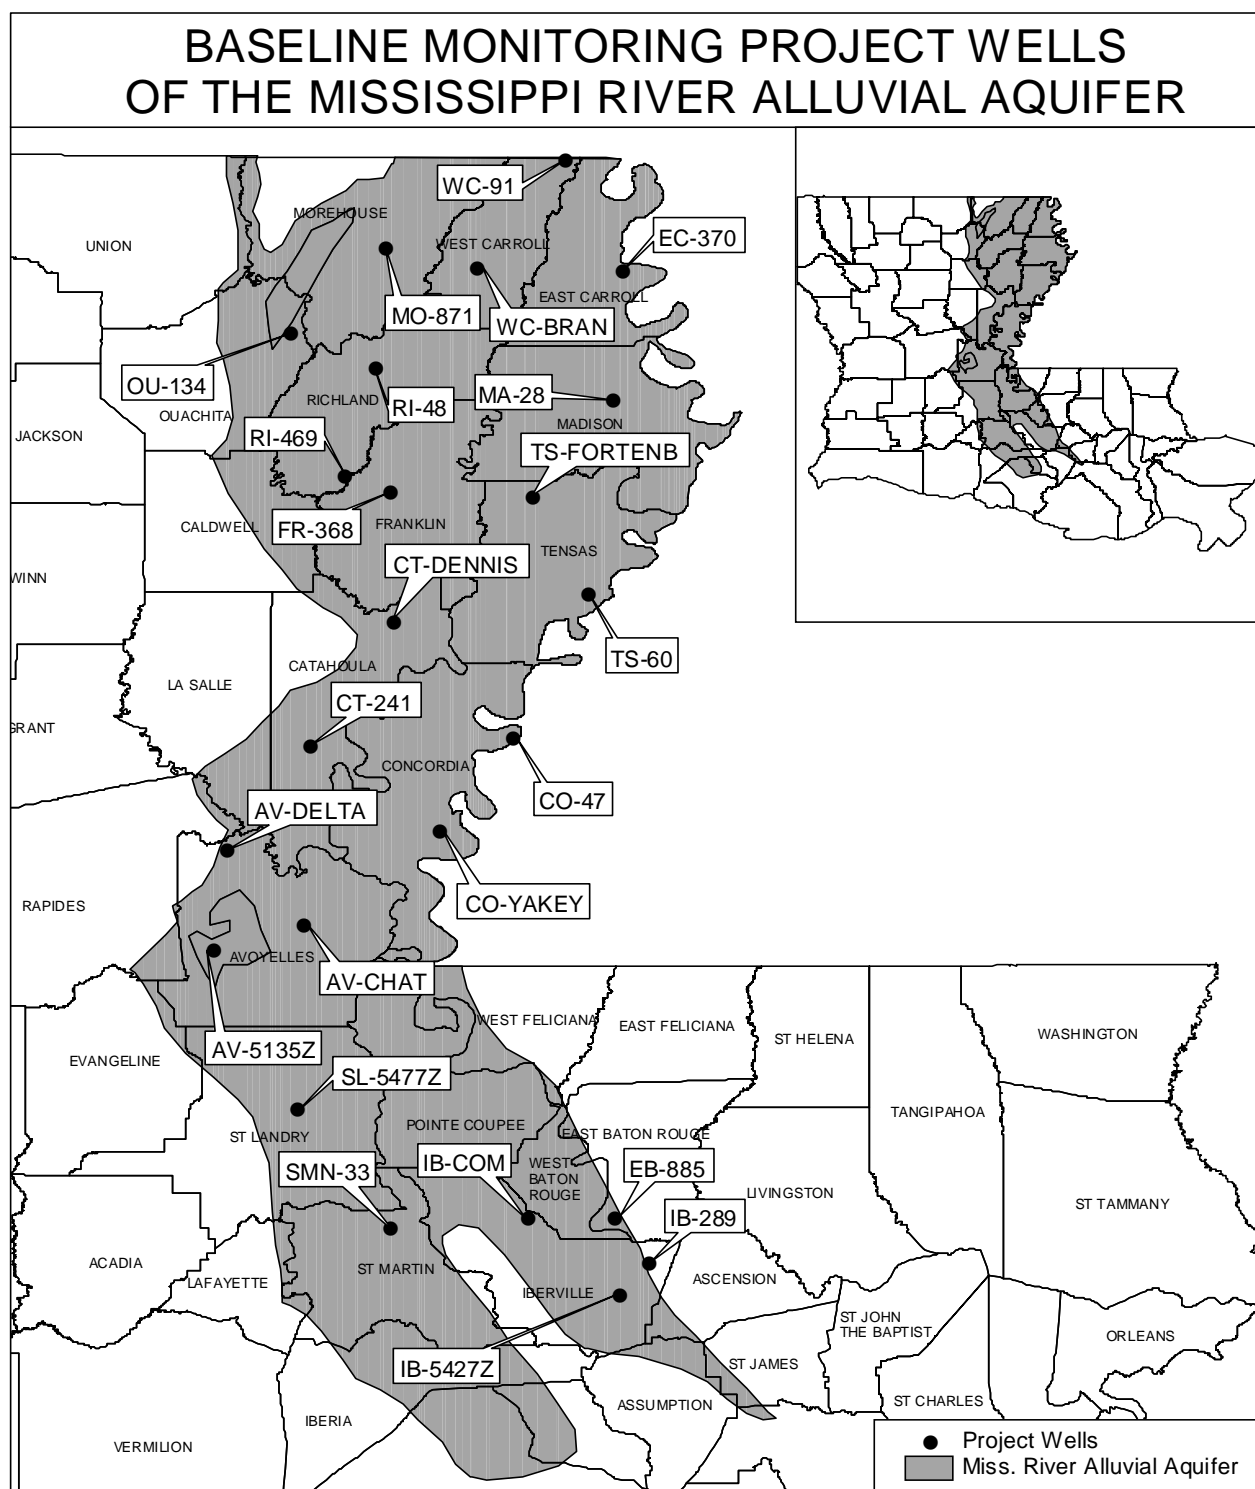 BASELINE MONITORING PROJECT WELLS
OF THE MISSISSIPPI RIVER ALLUVIAL AQUIFER
WC-91
MOREHOUSE
UNION
WEST CARROLL
EC-370
EAST CARROLL
MO-871
WC-BRAN
OU-134
RICHLAND
RI-48
MA-28
OUACHITA
MADISON
JACKSON
RI-469
TS-FORTENB
CALDWELL
FR-368
FRANKLIN
TENSAS
CT-DENNIS
WINN
TS-60
CATAHOULA
LA SALLE
CT-241
GRANT
CONCORDIA
CO-47
AV-DELTA
CO-YAKEY
RAPIDES
AVOYELLES
AV-CHAT
WEST FELICIANA
EAST FELICIANA
ST HELENA
WASHINGTON
AV-5135Z
EVANGELINE
SL-5477Z
TANGIPAHOA
POINTE COUPEE
ST LANDRY
EAST BATON ROUGE
SMN-33
IB-COM
WEST
BATON
ROUGE
EB-885
LIVINGSTON
ST TAMMANY
IB-289
ACADIA
LAFAYETTE
ST MARTIN
IBERVILLE
ASCENSION
ST JOHN
THE BAPTIST
ORLEANS
IB-5427Z
ST JAMES
ASSUMPTION
ST CHARLES
IBERIA
VERMILION
Project Wells
Miss. River Alluvial Aquifer